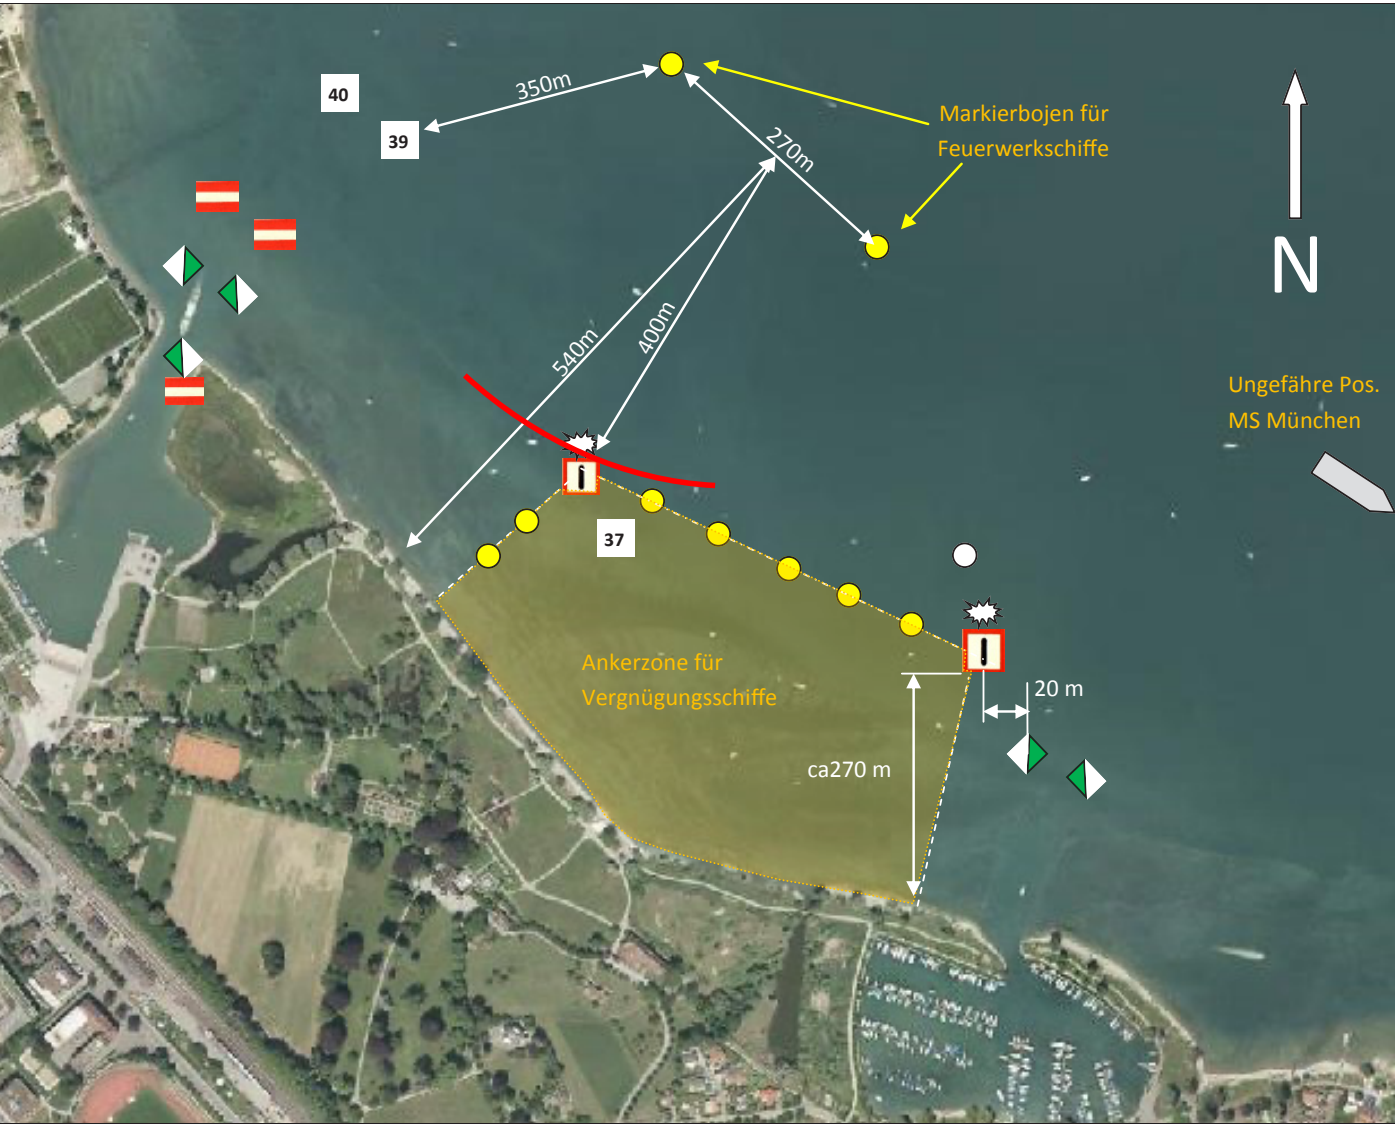 350m
40
39
270m
Markierbojen für
Feuerwerkschiffe
N
540m
400m
Ungefähre Pos.
MS München
37
Ankerzone für
Vergnügungsschiffe
20 m
ca270 m